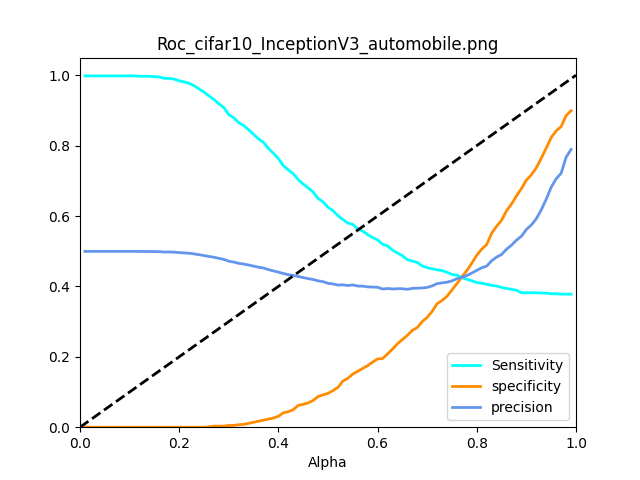 Roc_cifar10_InceptionV3_automobile.png
1.0
0.8
0.6
0.4
0.2
0.0
0.0 0.2 0.4 0.6 0.8 1.0
Alpha
Sensitivity
specificity
precision